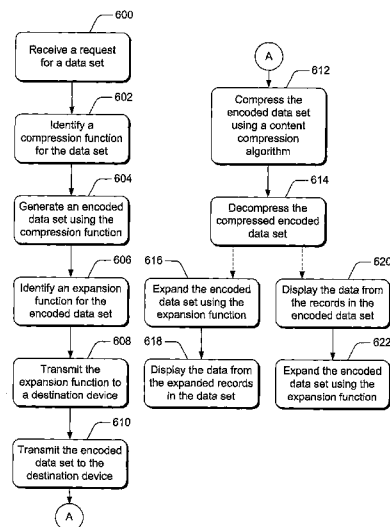 600
Receive a request
for a data set
602
Identify a
compression function
for the data set
604
Generate an encoded
data set using the
compression function
606
Identify an expansion
function for the
encoded data set
608
Transmit the
expansion function to
a destination device
610
Transmit the encoded
data set to the
destination device
A
A
612
Compress the
encoded data set
using a content
compression
algorithm
614
Decompress the
compressed encoded
data set
616
Expand the encoded
data set using the
expansion function
618
Display the data from
the expanded records
in the data set
620
Display the data from
the records in the
encoded data set
622
Expand the encoded
data set using the
expansion function